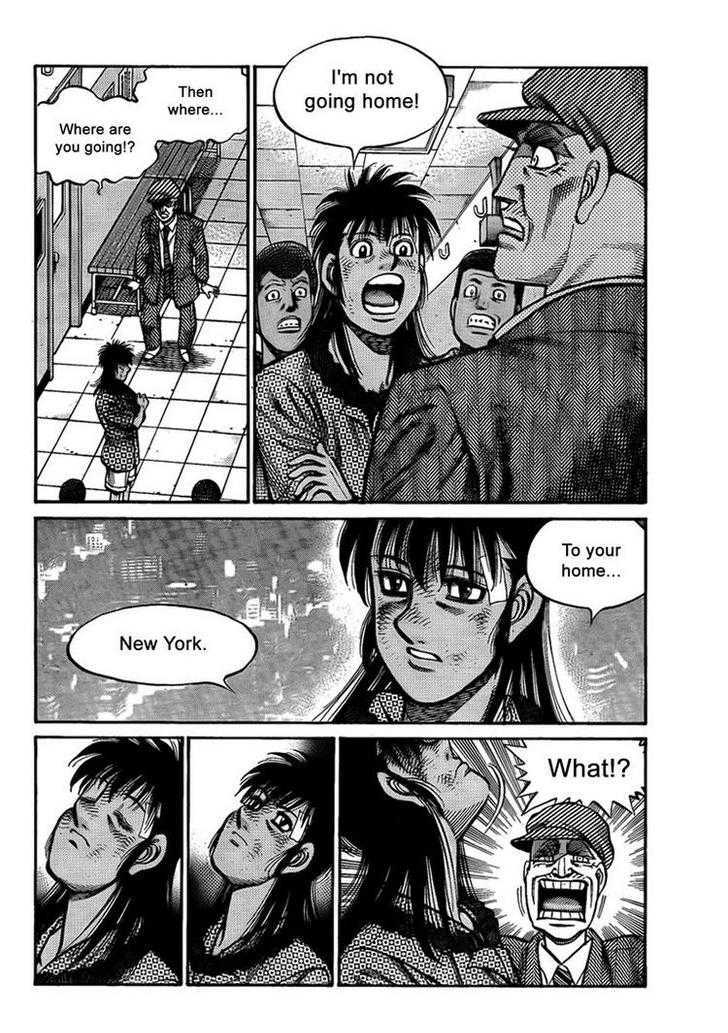 I'm not
going home!
Then
where...
Where are
you going!?
To your
home...
New York.
What!?